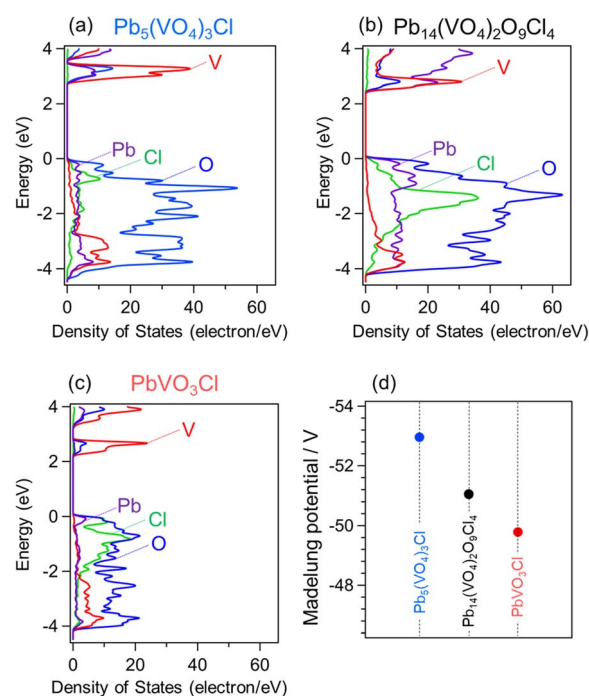 (a) Pb5(VO4)3Cl
4
2
0
-2
-4
Energy (eV)
V
Pb
Cl
O
0 20 40 60
Density of States (electron/eV)
(b) Pb14(VO4)2O9Cl4
4
2
0
-2
-4
Energy (eV)
V
Pb
Cl
O
0 20 40 60
Density of States (electron/eV)
(c) PbVO3Cl
4
2
0
-2
-4
Energy (eV)
V
Pb
Cl
O
0 20 40 60
Density of States (electron/eV)
(d)
-54
-52
-50
-48
Madelung potential / V
Pb5(VO4)3Cl
Pb14(VO4)2O9Cl4
PbVO3Cl